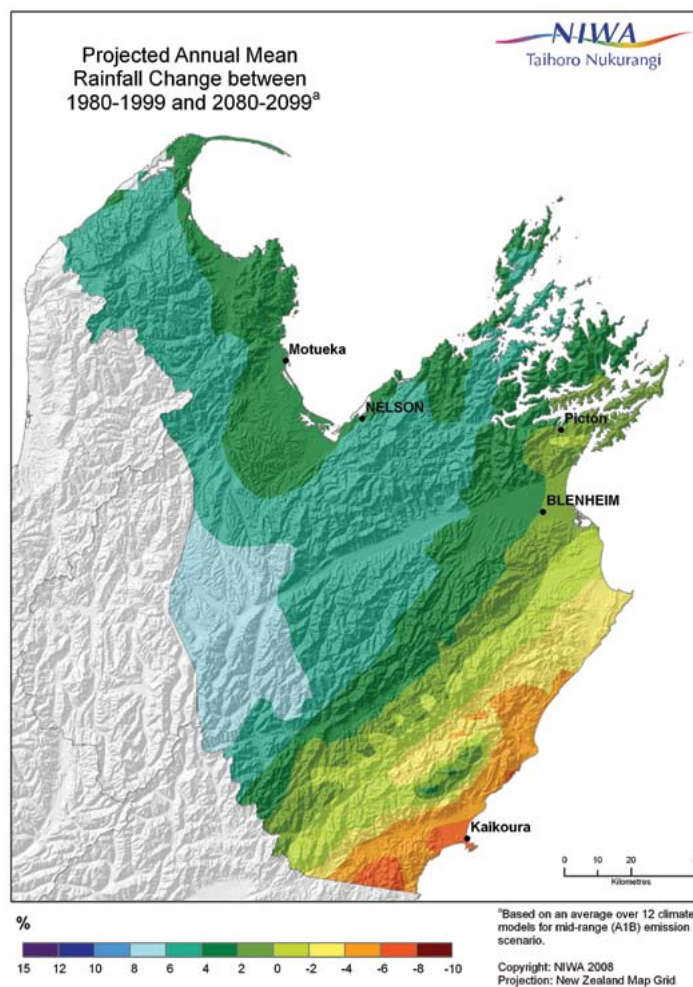 NIWA
Taihoro Nukurangi
Projected Annual Mean
Rainfall Change between
1980-1999 and 2080-2099ᵃ
Motueka
NELSON
Picton
BLENHEIM
Kaikoura
0 10 20
Kilometres
%
15 12 10 8 6 4 2 0 -2 -4 -6 -8 -10
ᵃBased on an average over 12 climate
models for mid-range (A1B) emission
scenario.
Copyright: NIWA 2008
Projection: New Zealand Map Grid